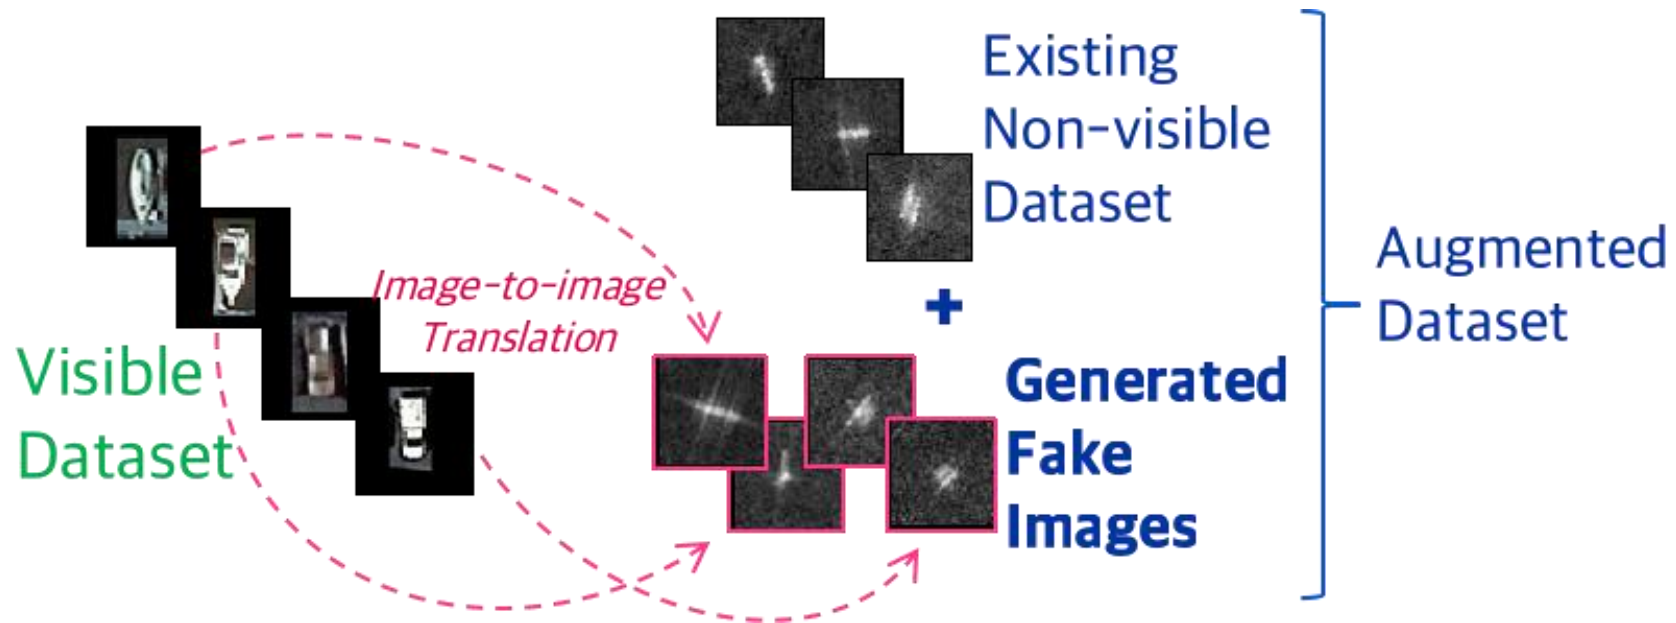 Existing
Non-visible
Dataset
Image-to-image
Translation
Visible
Dataset
+
Generated
Fake
Images
Augmented
Dataset